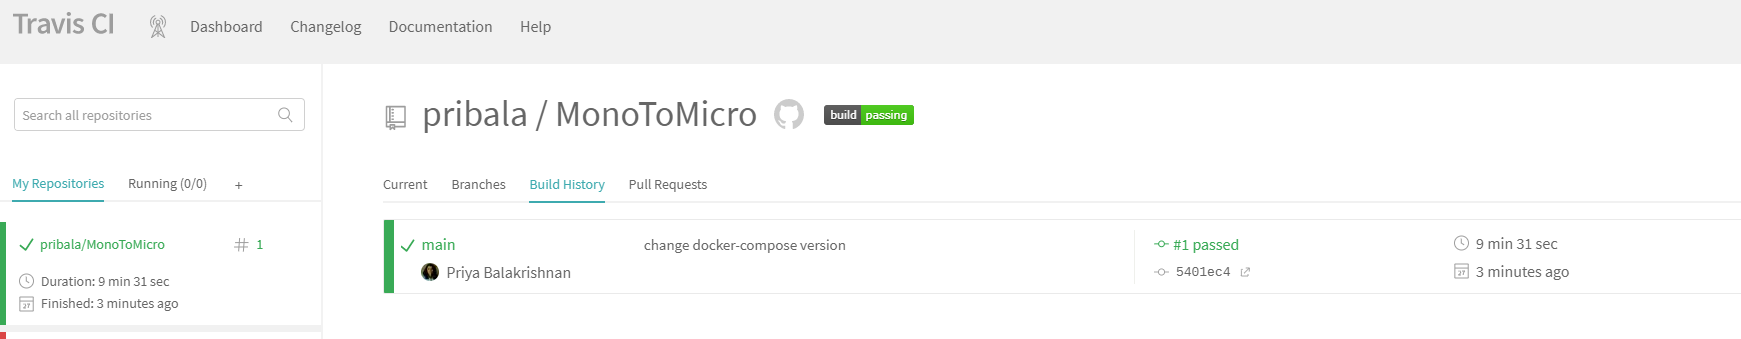 Travis CI Dashboard Changelog Documentation Help
Search all repositories
My Repositories Running (0/0) +
pribala/MonoToMicro # 1
Duration: 9 min 31 sec
Finished: 3 minutes ago
pribala / MonoToMicro build passing
Current Branches Build History Pull Requests
main change docker-compose version #1 passed 9 min 31 sec
Priya Balakrishnan 5401ec4 27 3 minutes ago